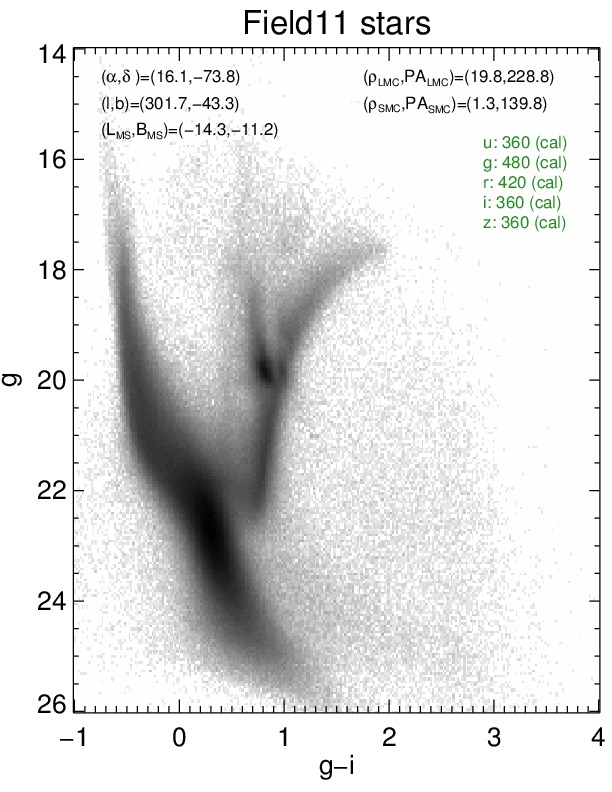 Field11 stars
(α,δ )=(16.1,−73.8)
(ρLMC,PALMC)=(19.8,228.8)
(l,b)=(301.7,−43.3)
(ρSMC,PASMC)=(1.3,139.8)
(LMS,BMS)=(−14.3,−11.2)
u: 360 (cal)
g: 480 (cal)
r: 420 (cal)
i: 360 (cal)
z: 360 (cal)
14
16
18
20
22
24
26
g
−1 0 1 2 3 4
g−i